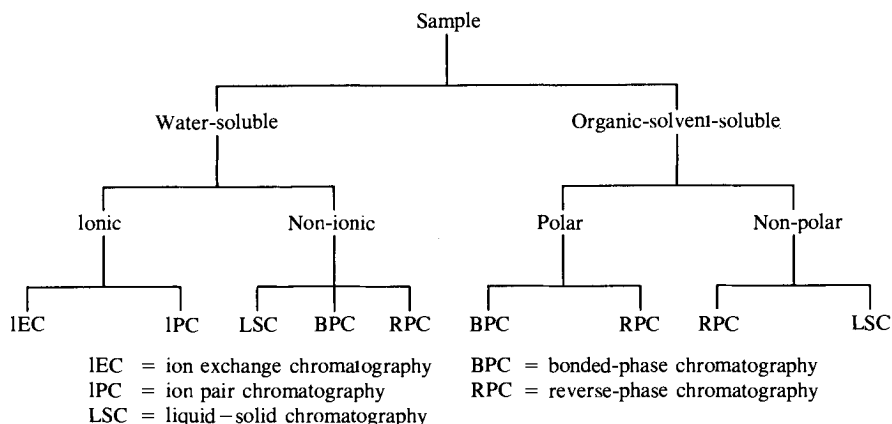 Sample
Water-soluble Organic-solvent-soluble
Ionic Non-ionic Polar Non-polar
IEC IPC LSC BPC RPC BPC RPC RPC LSC
IEC = ion exchange chromatography BPC = bonded-phase chromatography
IPC = ion pair chromatography RPC = reverse-phase chromatography
LSC = liquid–solid chromatography